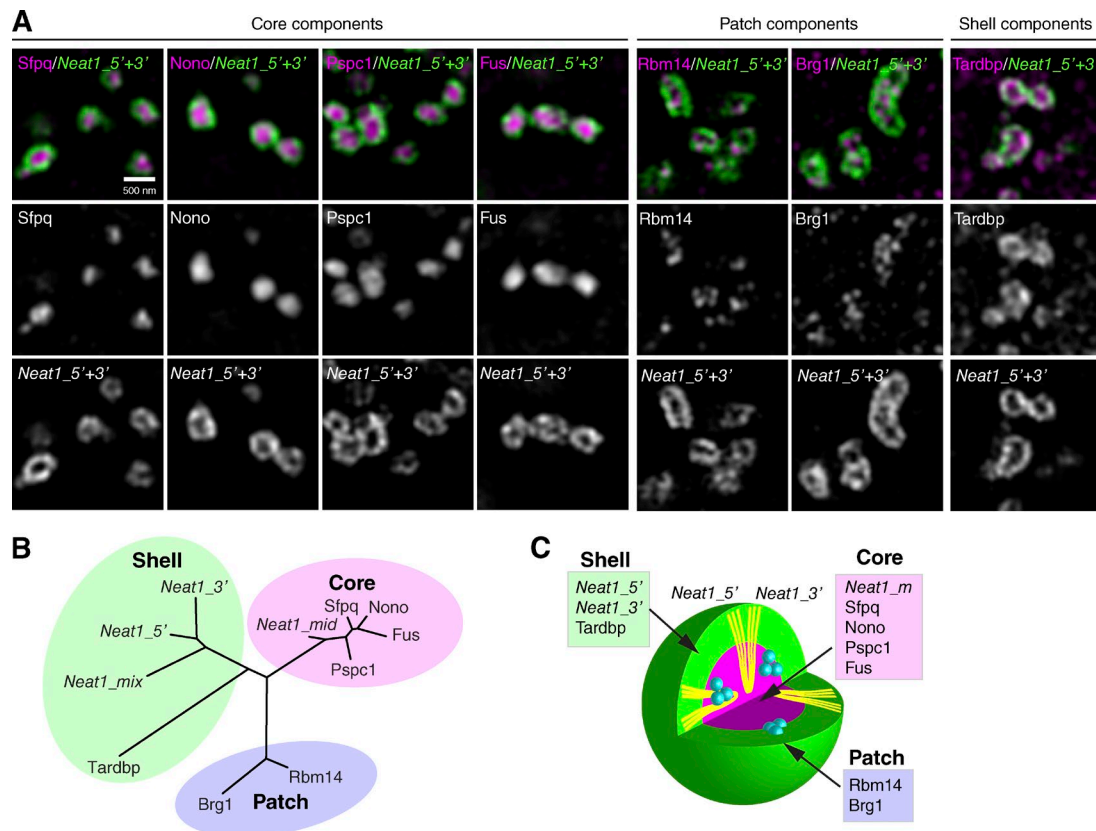 A
Core components
Patch components
Shell components
Sfpq/Neat1_5’+3’
Nono/Neat1_5’+3’
Pspc1/Neat1_5’+3’
Fus/Neat1_5’+3’
Rbm14/Neat1_5’+3’
Brg1/Neat1_5’+3’
Tardbp/Neat1_5’+3
500 nm
Sfpq
Nono
Pspc1
Fus
Rbm14
Brg1
Tardbp
Neat1_5’+3’
Neat1_5’+3’
Neat1_5’+3’
Neat1_5’+3’
Neat1_5’+3’
Neat1_5’+3’
Neat1_5’+3’
B
Shell
Neat1_3’
Neat1_5’
Neat1_mix
Tardbp
Core
Sfpq
Nono
Neat1_mid
Fus
Pspc1
Rbm14
Brg1
Patch
C
Shell
Neat1_5’
Neat1_3’
Tardbp
Neat1_5’
Neat1_3’
Core
Neat1_m
Sfpq
Nono
Pspc1
Fus
Patch
Rbm14
Brg1